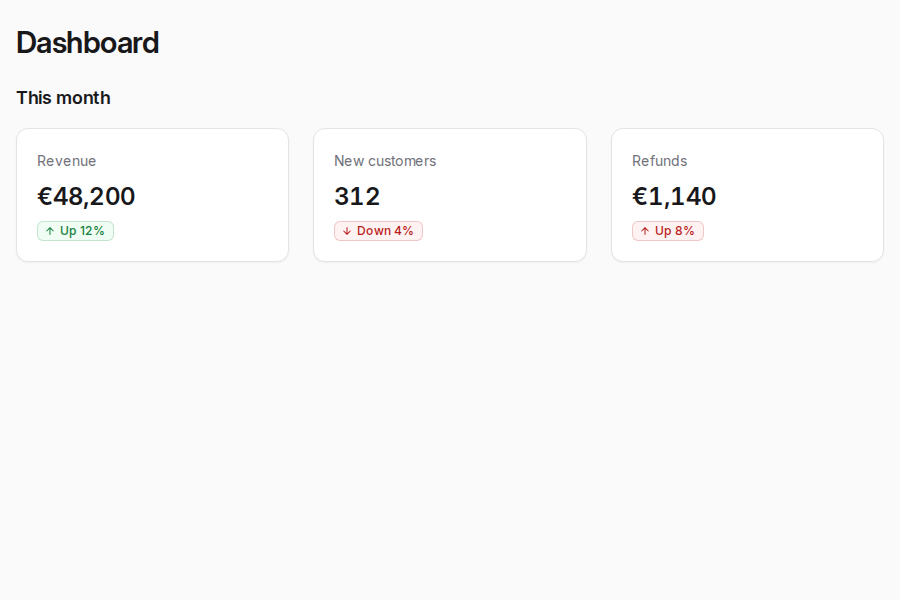 Dashboard
This month
Revenue
€48,200
↑ Up 12%
New customers
312
↓ Down 4%
Refunds
€1,140
↑ Up 8%